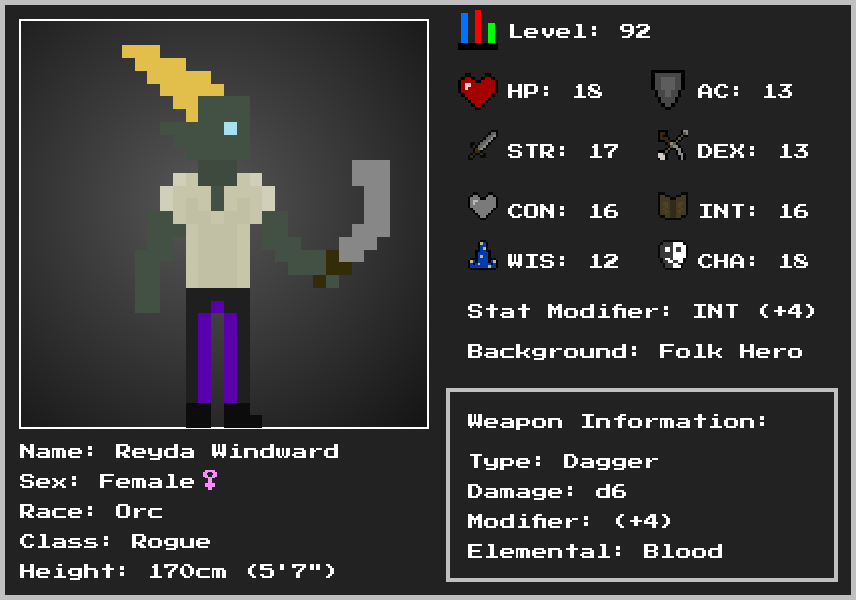 Level: 92
HP: 18 AC: 13
STR: 17 DEX: 13
CON: 16 INT: 16
WIS: 12 CHA: 18
Stat Modifier: INT (+4)
Background: Folk Hero
Weapon Information:
Type: Dagger
Damage: d6
Modifier: (+4)
Elemental: Blood
Name: Reyda Windward
Sex: Female♀
Race: Orc
Class: Rogue
Height: 170cm (5'7")